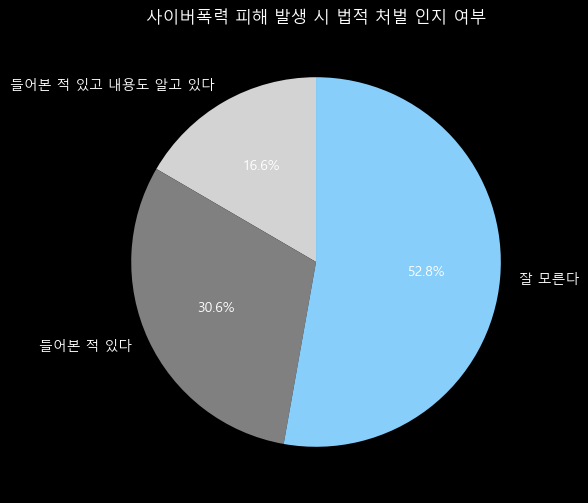 사이버폭력 피해 발생 시 법적 처벌 인지 여부
들어본 적 있고 내용도 알고 있다
16.6%
52.8%
잘 모른다
30.6%
들어본 적 있다